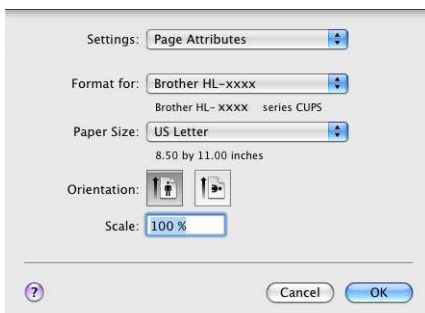 Settings: Page Attributes
Format for: Brother HL-xxxx
Brother HL- xxxx series CUPS
Paper Size: US Letter
8.50 by 11.00 inches
Orientation:
Scale: 100 %
? Cancel OK